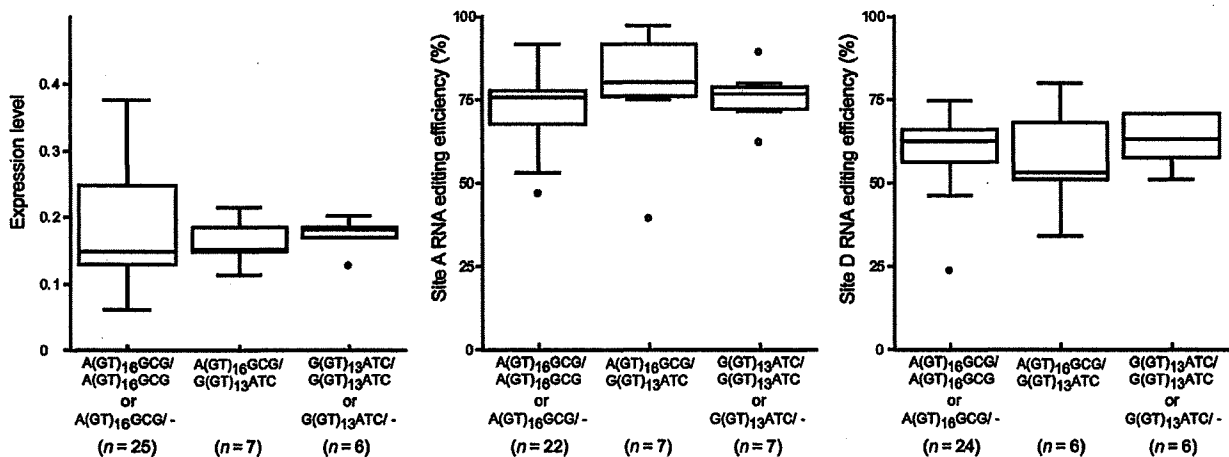 Expression level
0.4
0.3
0.2
0.1
0
A(GT)16GCG/
A(GT)16GCG
or
A(GT)16GCG/ -
(n = 25)
A(GT)16GCG/
G(GT)13ATC
(n = 7)
G(GT)13ATC/
G(GT)13ATC
or
G(GT)13ATC/ -
(n = 6)
Site A RNA editing efficiency (%)
100
75
50
25
0
A(GT)16GCG/
A(GT)16GCG
or
A(GT)16GCG/ -
(n = 22)
A(GT)16GCG/
G(GT)13ATC
(n = 7)
G(GT)13ATC/
G(GT)13ATC
or
G(GT)13ATC/ -
(n = 7)
Site D RNA editing efficiency (%)
100
75
50
25
0
A(GT)16GCG/
A(GT)16GCG
or
A(GT)16GCG/ -
(n = 24)
A(GT)16GCG/
G(GT)13ATC
(n = 6)
G(GT)13ATC/
G(GT)13ATC
or
G(GT)13ATC/ -
(n = 6)